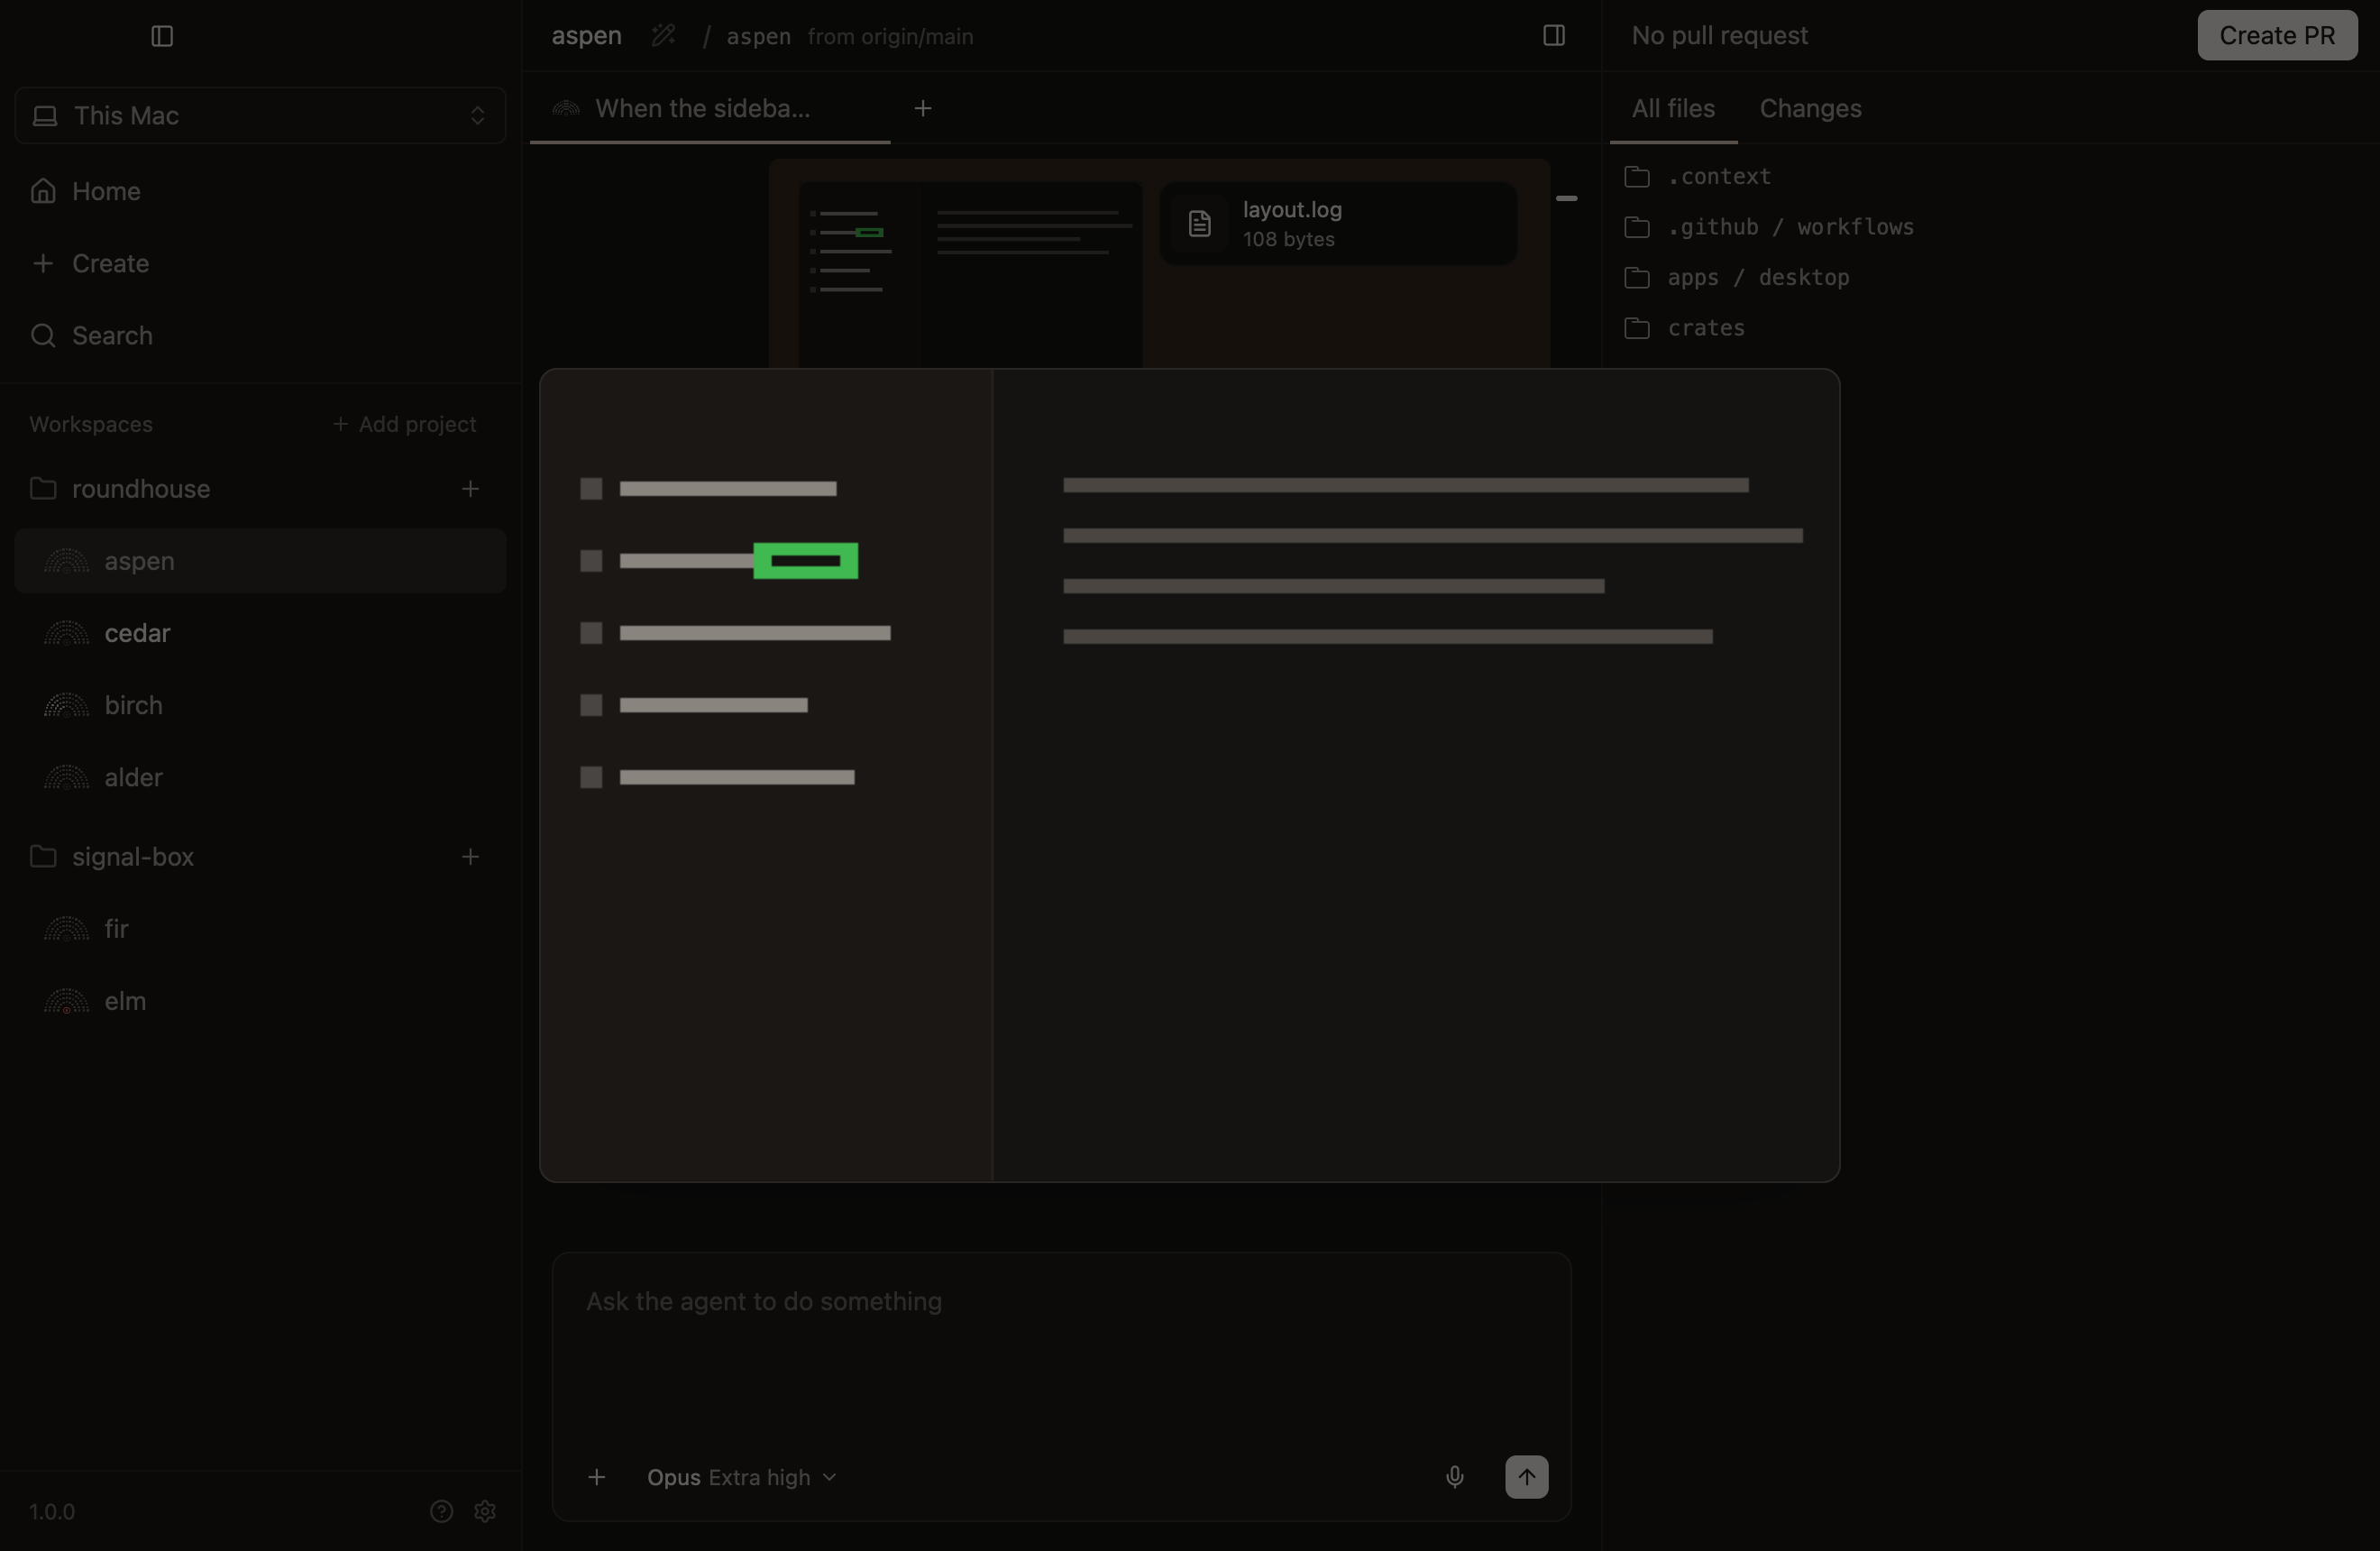 aspen / aspen from origin/main
No pull request
Create PR
This Mac
When the sideba...
All files
Changes
Home
Create
Search
layout.log
108 bytes
.context
.github / workflows
apps / desktop
crates
Workspaces
Add project
roundhouse
aspen
cedar
birch
alder
signal-box
fir
elm
Ask the agent to do something
Opus Extra high
1.0.0